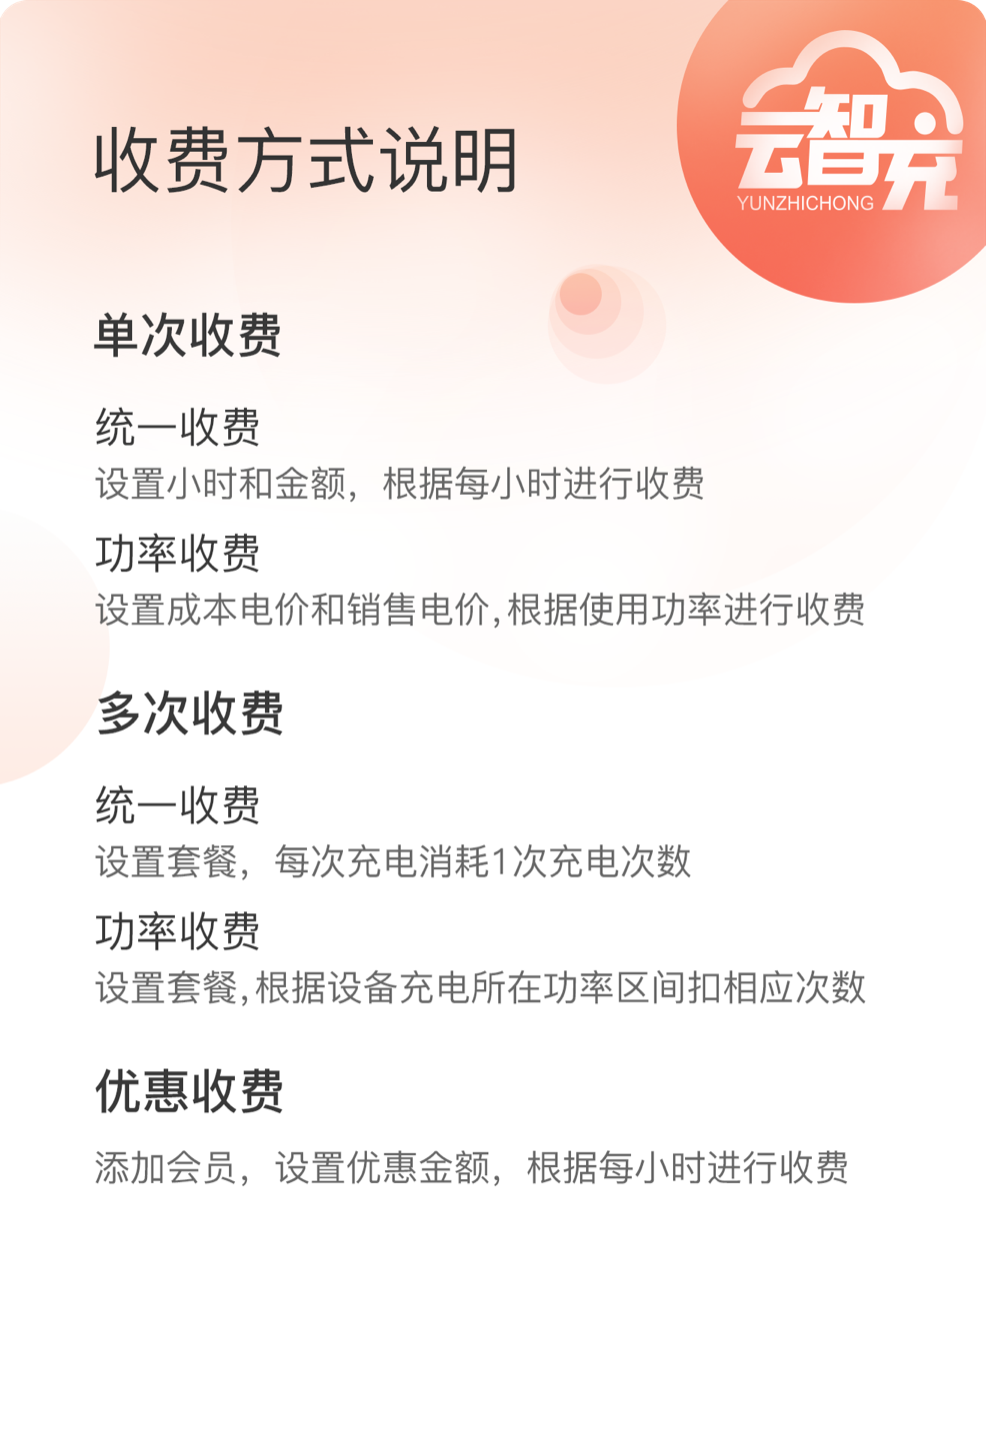 云智充
YUNZHICHONG
收费方式说明
单次收费
统一收费
设置小时和金额，根据每小时进行收费
功率收费
设置成本电价和销售电价,根据使用功率进行收费
多次收费
统一收费
设置套餐，每次充电消耗1次充电次数
功率收费
设置套餐,根据设备充电所在功率区间扣相应次数
优惠收费
添加会员，设置优惠金额，根据每小时进行收费